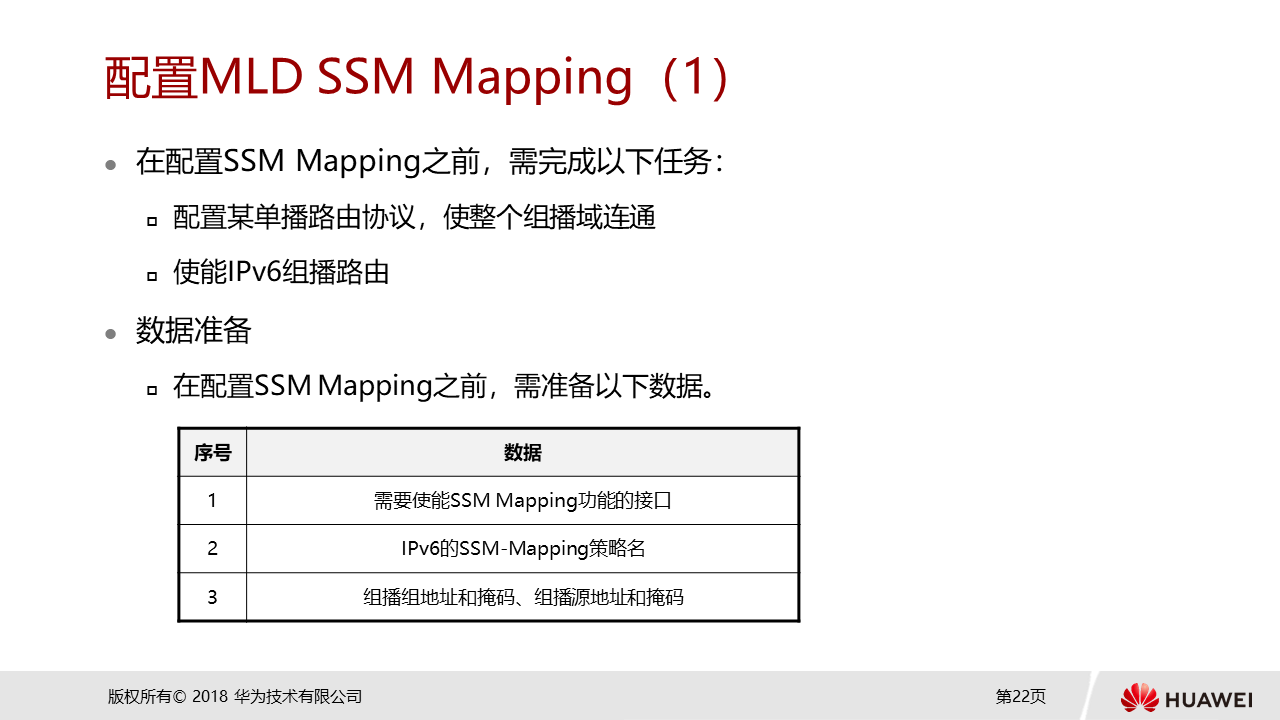 配置MLD SSM Mapping（1）
在配置SSM Mapping之前，需完成以下任务：
配置某单播路由协议，使整个组播域连通
使能IPv6组播路由
数据准备
在配置SSM Mapping之前，需准备以下数据。
序号 数据
1 需要使能SSM Mapping功能的接口
2 IPv6的SSM-Mapping策略名
3 组播组地址和掩码、组播源地址和掩码
版权所有© 2018 华为技术有限公司 第22页 HUAWEI